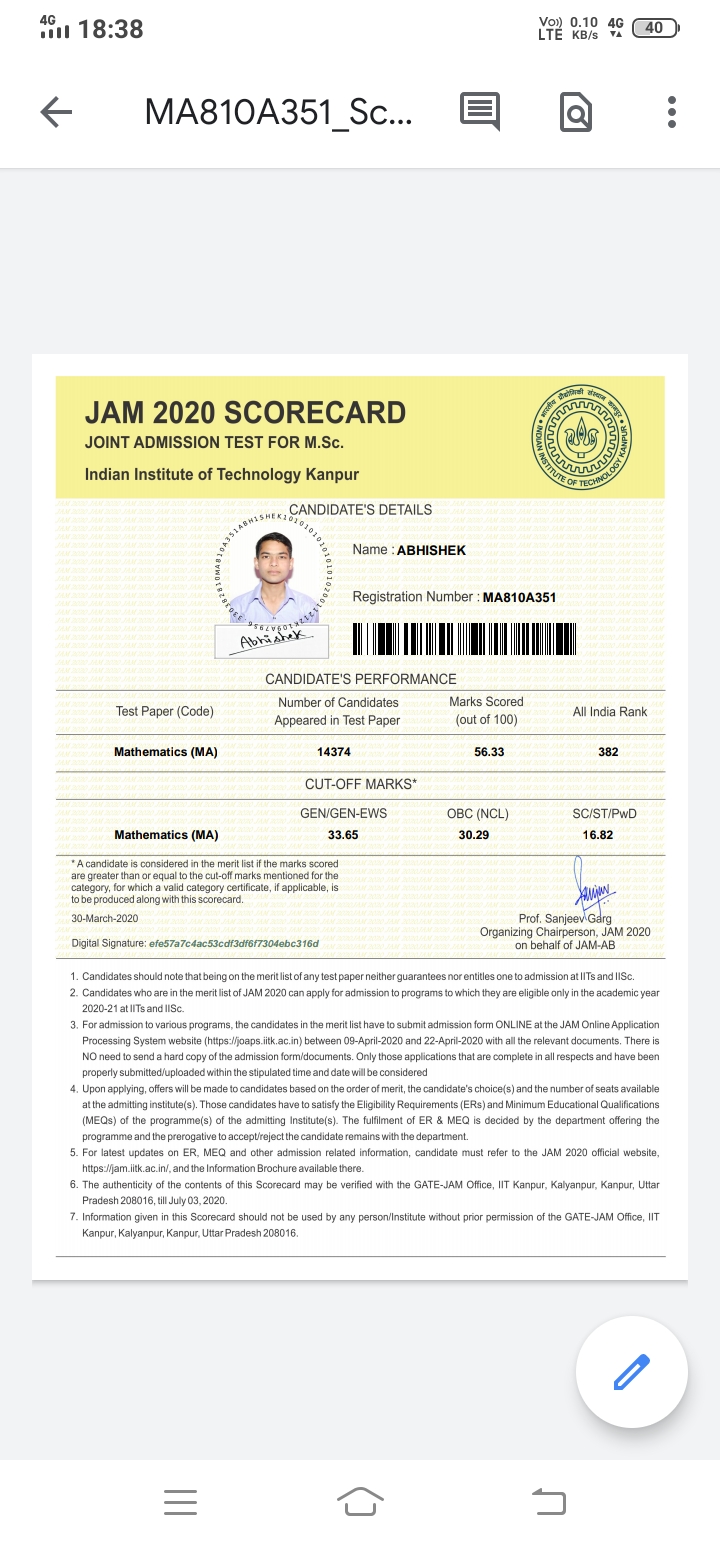 4G 18:38 Vo)) LTE 0.10 KB/s 4G 40
MA810A351_Sc...
JAM 2020 SCORECARD
JOINT ADMISSION TEST FOR M.Sc.
Indian Institute of Technology Kanpur
भारतीय प्रौद्योगिकी संस्थान कानपुर
INDIAN INSTITUTE OF TECHNOLOGY KANPUR
CANDIDATE'S DETAILS
Name : ABHISHEK
Registration Number : MA810A351
Abhishek
CANDIDATE'S PERFORMANCE
Test Paper (Code) Number of Candidates Appeared in Test Paper Marks Scored (out of 100) All India Rank
Mathematics (MA) 14374 56.33 382
CUT-OFF MARKS*
GEN/GEN-EWS OBC (NCL) SC/ST/PwD
Mathematics (MA) 33.65 30.29 16.82
* A candidate is considered in the merit list if the marks scored
are greater than or equal to the cut-off marks mentioned for the
category, for which a valid category certificate, if applicable, is
to be produced along with this scorecard.
30-March-2020
Digital Signature: efe57a7c4ac53cdf3df6f7304ebc316d
Prof. Sanjeev Garg
Organizing Chairperson, JAM 2020
on behalf of JAM-AB
1. Candidates should note that being on the merit list of any test paper neither guarantees nor entitles one to admission at IITs and IISc.
2. Candidates who are in the merit list of JAM 2020 can apply for admission to programs to which they are eligible only in the academic year
2020-21 at IITs and IISc.
3. For admission to various programs, the candidates in the merit list have to submit admission form ONLINE at the JAM Online Application
Processing System website (https://joaps.iitk.ac.in) between 09-April-2020 and 22-April-2020 with all the relevant documents. There is
NO need to send a hard copy of the admission form/documents. Only those applications that are complete in all respects and have been
properly submitted/uploaded within the stipulated time and date will be considered
4. Upon applying, offers will be made to candidates based on the order of merit, the candidate's choice(s) and the number of seats available
at the admitting institute(s). Those candidates have to satisfy the Eligibility Requirements (ERs) and Minimum Educational Qualifications
(MEQs) of the programme(s) of the admitting Institute(s). The fulfilment of ER & MEQ is decided by the department offering the
programme and the prerogative to accept/reject the candidate remains with the department.
5. For latest updates on ER, MEQ and other admission related information, candidate must refer to the JAM 2020 official website,
https://jam.iitk.ac.in/, and the Information Brochure available there.
6. The authenticity of the contents of this Scorecard may be verified with the GATE-JAM Office, IIT Kanpur, Kalyanpur, Kanpur, Uttar
Pradesh 208016, till July 03, 2020.
7. Information given in this Scorecard should not be used by any person/Institute without prior permission of the GATE-JAM Office, IIT
Kanpur, Kalyanpur, Kanpur, Uttar Pradesh 208016.